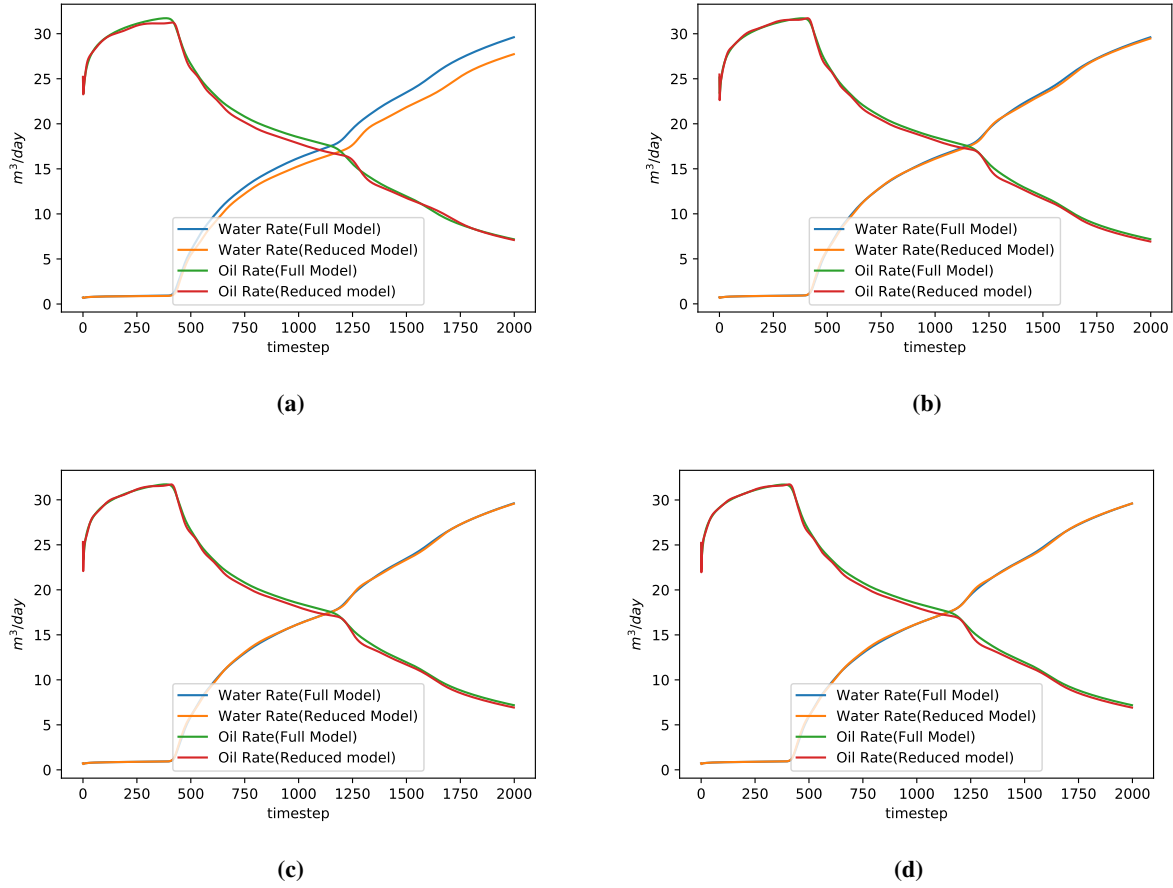 30
25
20
15
10
5
0
m³/day
Water Rate(Full Model)
Water Rate(Reduced Model)
Oil Rate(Full Model)
Oil Rate(Reduced model)
0 250 500 750 1000 1250 1500 1750 2000
timestep
(a)
30
25
20
15
10
5
0
m³/day
Water Rate(Full Model)
Water Rate(Reduced Model)
Oil Rate(Full Model)
Oil Rate(Reduced model)
0 250 500 750 1000 1250 1500 1750 2000
timestep
(b)
30
25
20
15
10
5
0
m³/day
Water Rate(Full Model)
Water Rate(Reduced Model)
Oil Rate(Full Model)
Oil Rate(Reduced model)
0 250 500 750 1000 1250 1500 1750 2000
timestep
(c)
30
25
20
15
10
5
0
m³/day
Water Rate(Full Model)
Water Rate(Reduced Model)
Oil Rate(Full Model)
Oil Rate(Reduced model)
0 250 500 750 1000 1250 1500 1750 2000
timestep
(d)